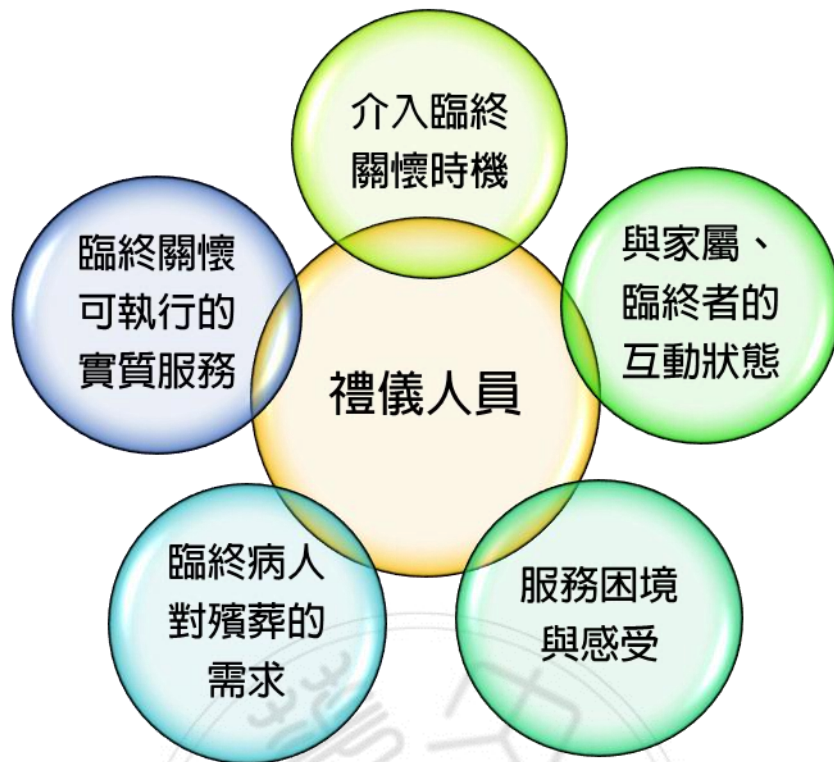 介入臨終
關懷時機
與家屬、
臨終者的
互動狀態
服務困境
與感受
臨終病人
對殯葬的
需求
臨終關懷
可執行的
實質服務
禮儀人員